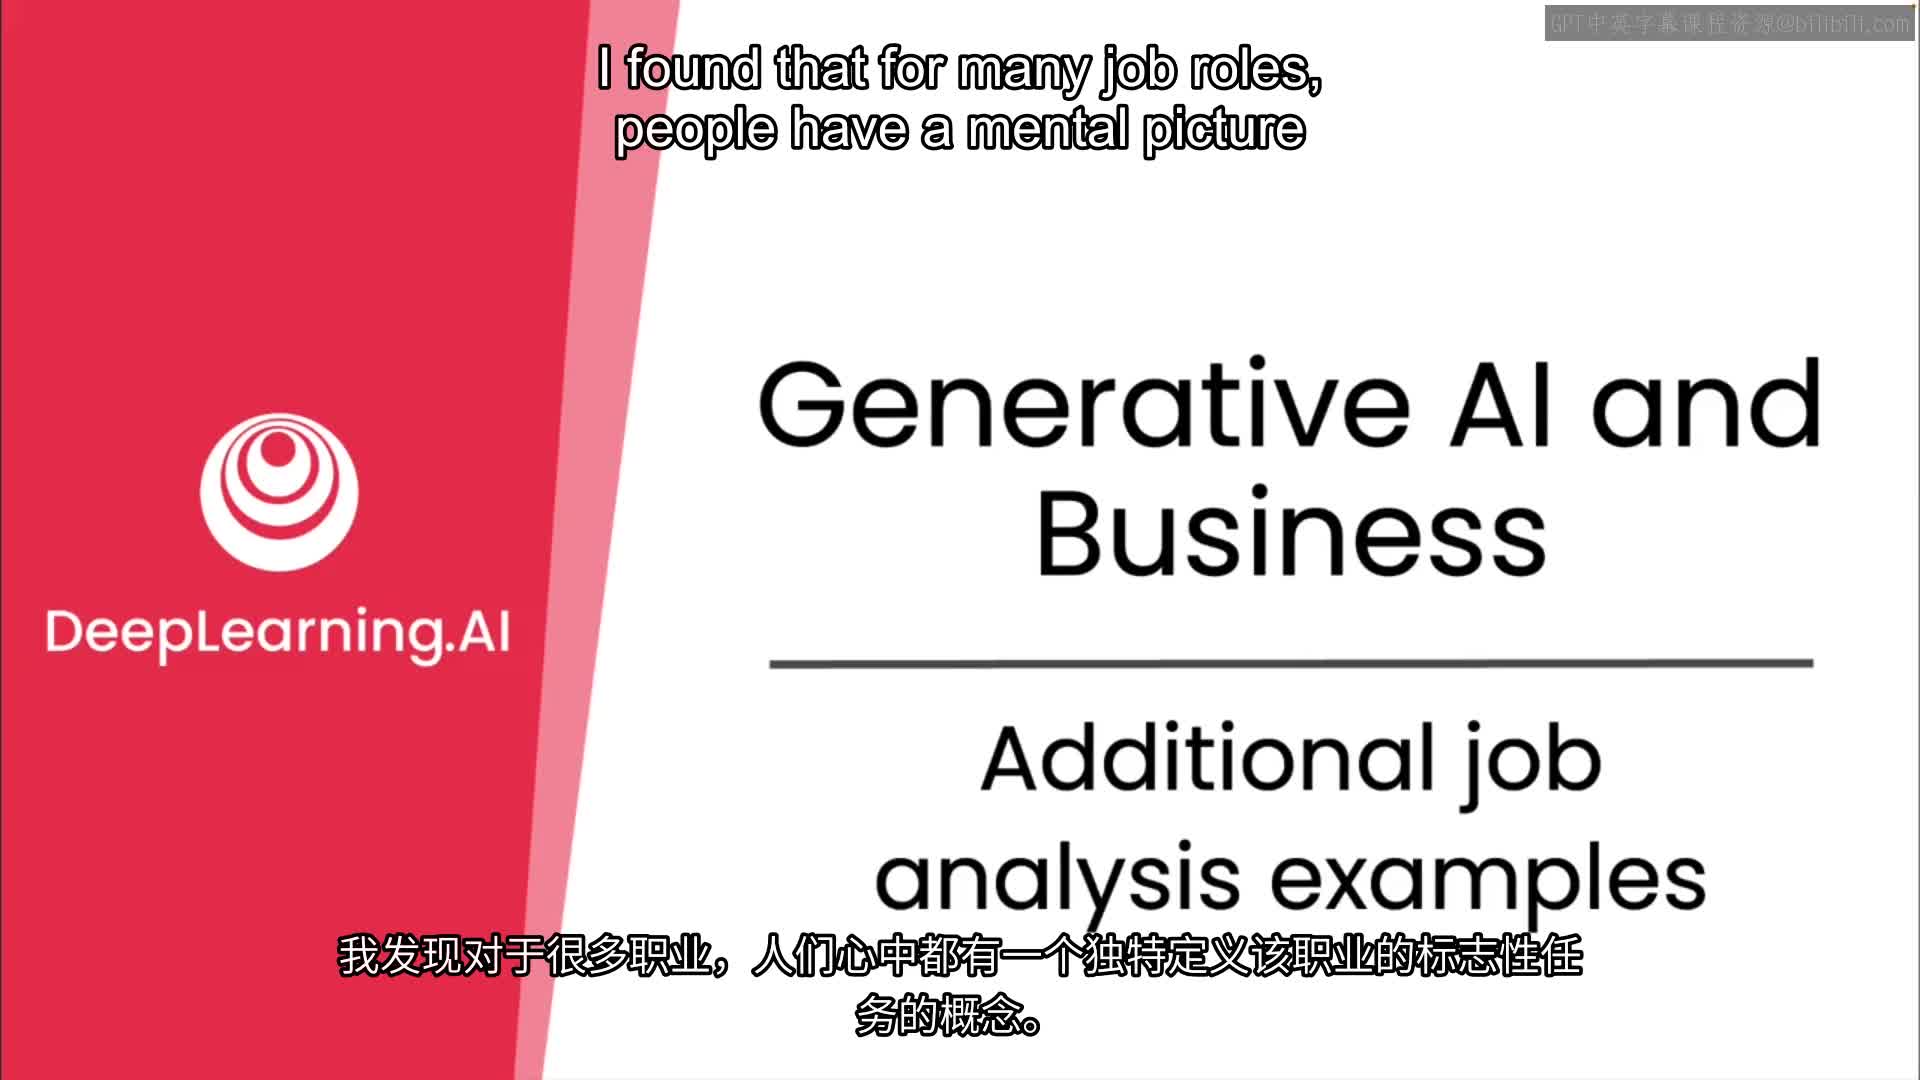 GPT中英字幕课程资源@bilibili.com
I found that for many job roles,
people have a mental picture
Generative AI and
Business
DeepLearning.AI
Additional job
analysis examples
我发现对于很多职业，人们心中都有一个独特定义该职业的标志性任
务的概念。